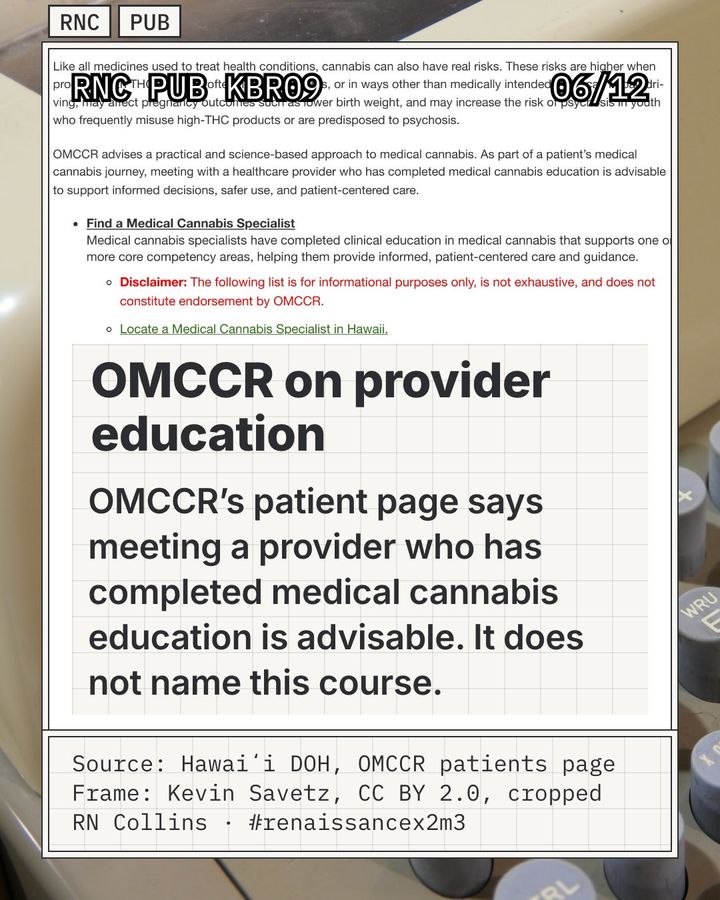 RNC PUB
Like all medicines used to treat health conditions, cannabis can also have real risks. These risks are higher when
RNC PUB KBR09 06/12
or in ways other than medically intended
ving, may affect pregnancy outcomes such as lower birth weight, and may increase the risk of psychosis in youth
who frequently misuse high-THC products or are predisposed to psychosis.
OMCCR advises a practical and science-based approach to medical cannabis. As part of a patient's medical
cannabis journey, meeting with a healthcare provider who has completed medical cannabis education is advisable
to support informed decisions, safer use, and patient-centered care.
• Find a Medical Cannabis Specialist
Medical cannabis specialists have completed clinical education in medical cannabis that supports one or
more core competency areas, helping them provide informed, patient-centered care and guidance.
◦ Disclaimer: The following list is for informational purposes only, is not exhaustive, and does not
constitute endorsement by OMCCR.
◦ Locate a Medical Cannabis Specialist in Hawaii.
OMCCR on provider
education
OMCCR’s patient page says
meeting a provider who has
completed medical cannabis
education is advisable. It does
not name this course.
Source: Hawaiʻi DOH, OMCCR patients page
Frame: Kevin Savetz, CC BY 2.0, cropped
RN Collins · #renaissancex2m3
+
WRU
E
X
CTRL